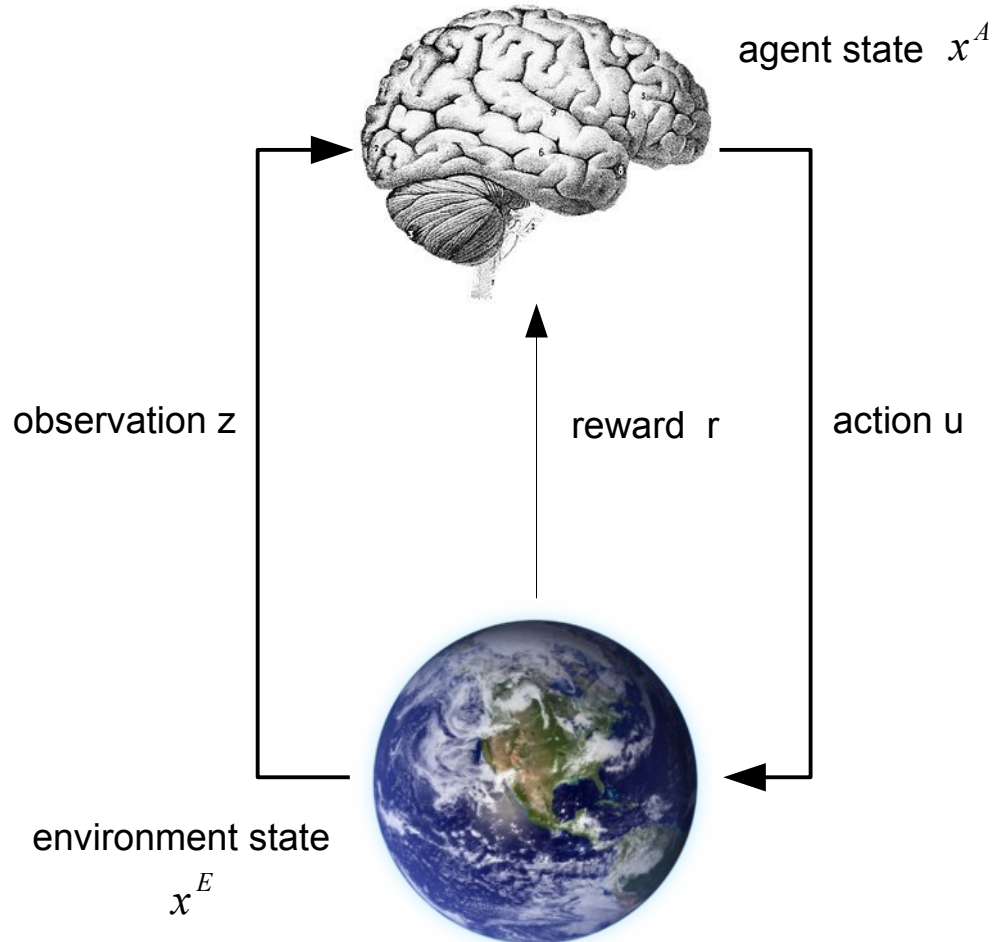 agent state x^A
observation z
reward r
action u
environment state
x^E